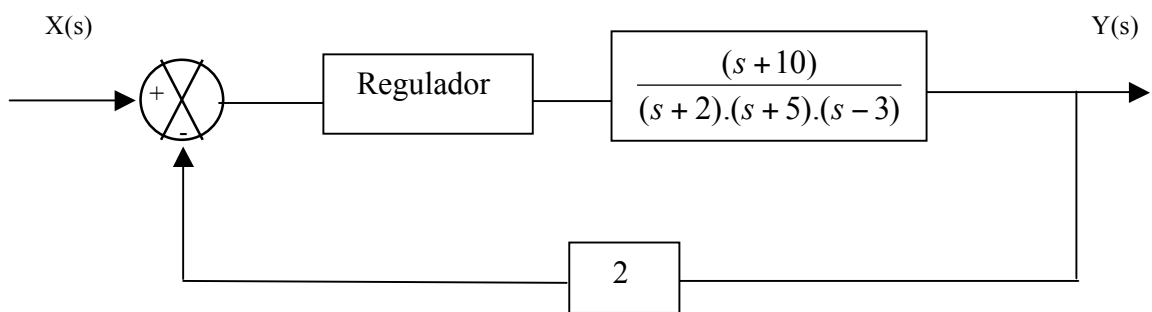 X(s)
Y(s)
+
-
Regulador
(s + 10)
(s + 2).(s + 5).(s − 3)
2